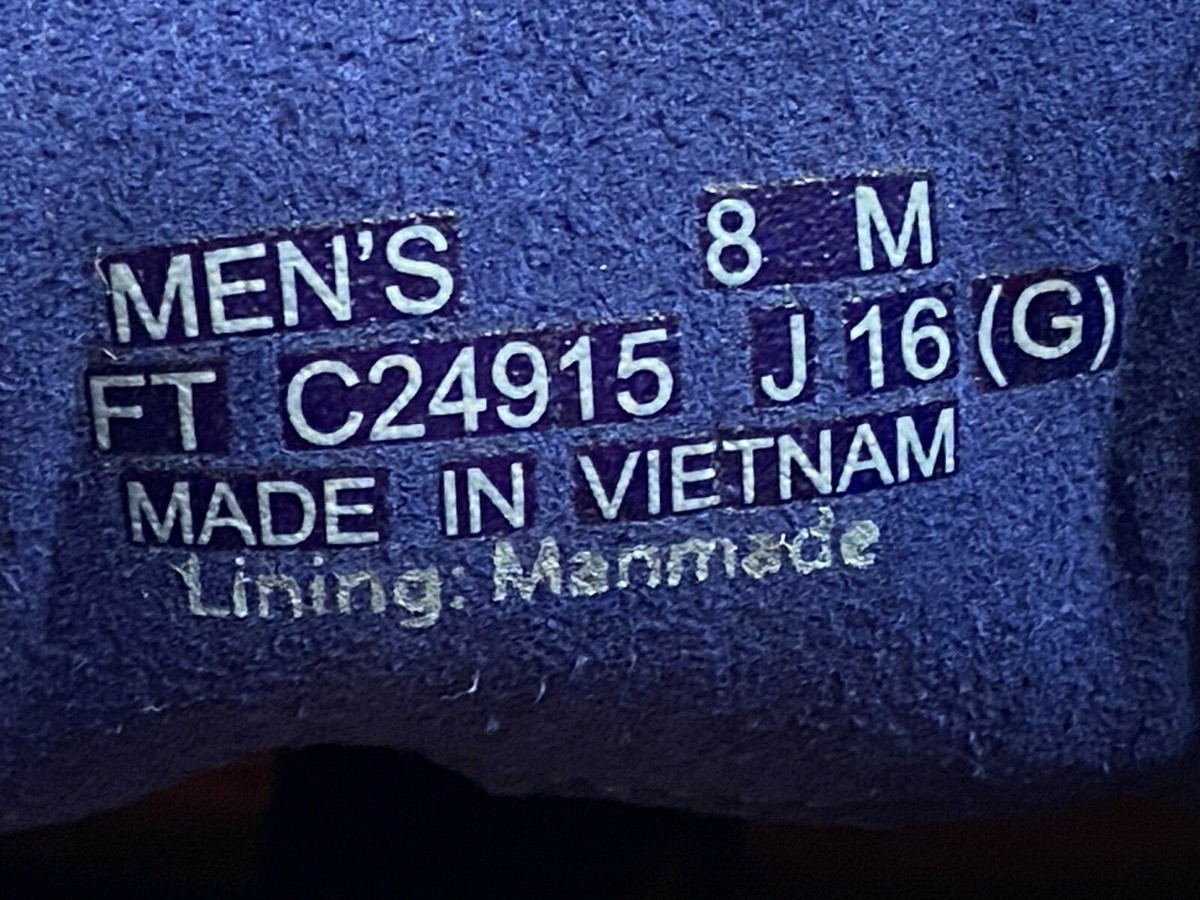 MEN'S 8 M
FT C24915 J 16 (G)
MADE IN VIETNAM
Lining: Manmade